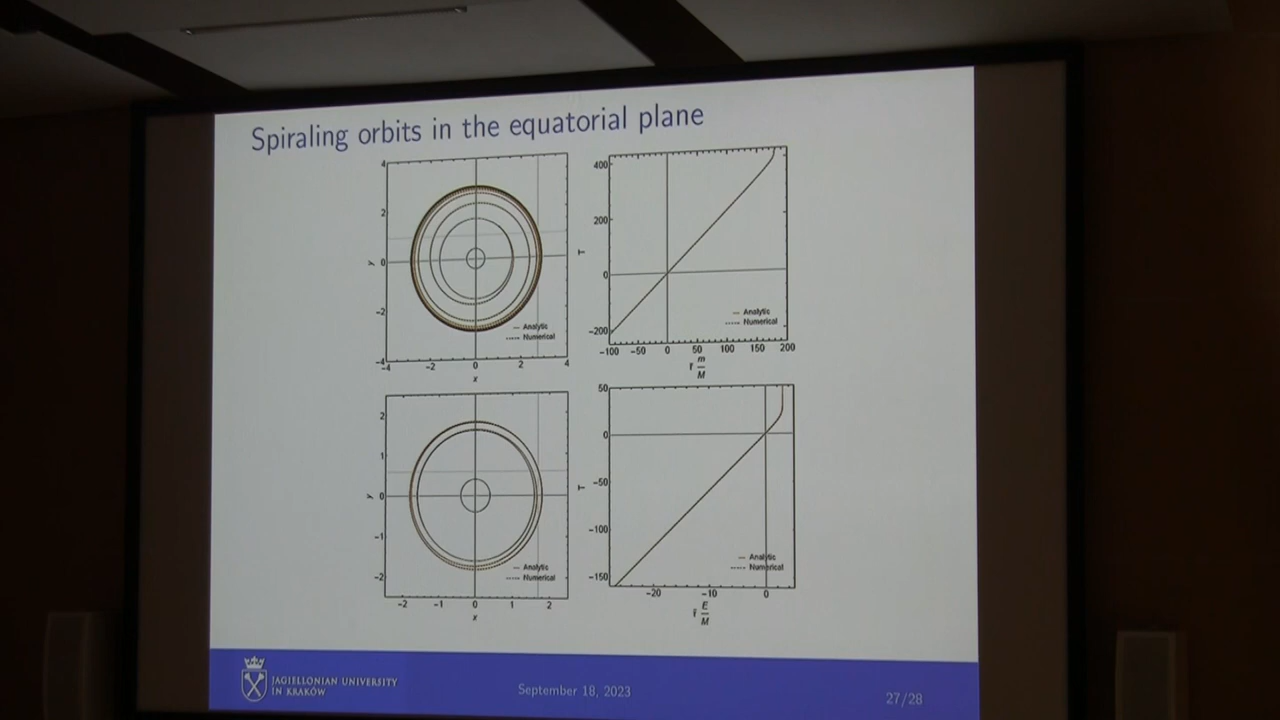 Spiraling orbits in the equatorial plane
4
2
y 0
-2
-4
-4 -2 0 2 4
x
Analytic
Numerical
400
200
T
0
-200
-100 -50 0 50 100 150 200
m
M
Analytic
Numerical
2
1
y 0
-1
-2
-2 -1 0 1 2
x
Analytic
Numerical
50
0
T
-50
-100
-150
-20 -10 0
E
M
Analytic
Numerical
JAGIELLONIAN UNIVERSITY
IN KRAKÓW
September 18, 2023
27/28